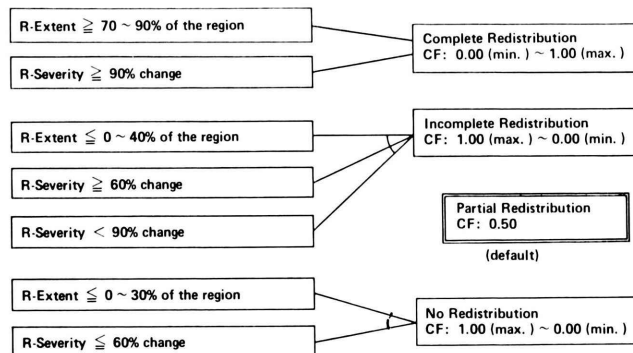 R-Extent ≧ 70 ~ 90% of the region
R-Severity ≧ 90% change
Complete Redistribution
CF: 0.00 (min.) ~ 1.00 (max.)
R-Extent ≦ 0 ~ 40% of the region
R-Severity ≧ 60% change
R-Severity < 90% change
Incomplete Redistribution
CF: 1.00 (max.) ~ 0.00 (min.)
Partial Redistribution
CF: 0.50
(default)
R-Extent ≦ 0 ~ 30% of the region
R-Severity ≦ 60% change
No Redistribution
CF: 1.00 (max.) ~ 0.00 (min.)